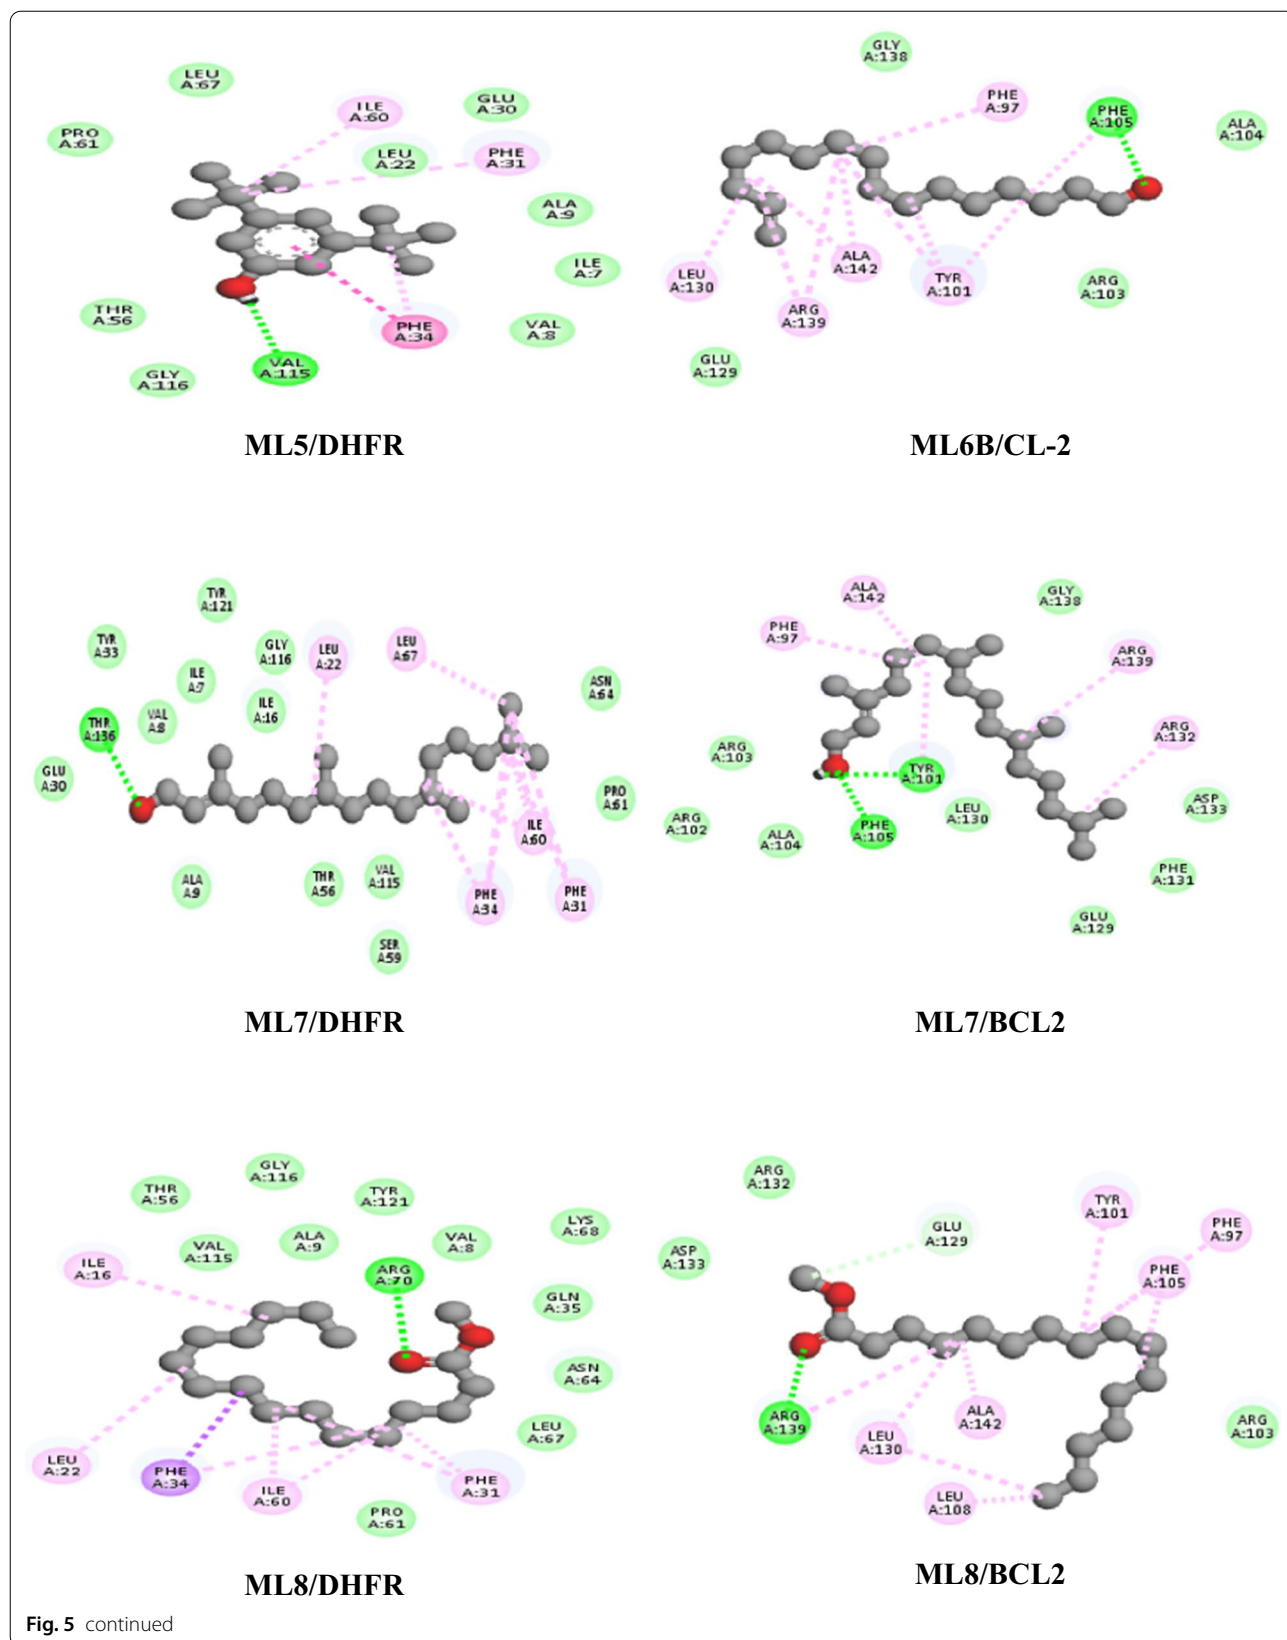 LEU
A:67
ILE
A:60
GLU
A:30
PRO
A:61
LEU
A:22
PHE
A:31
ALA
A:9
ILE
A:7
THR
A:56
VAL
A:8
PHE
A:34
VAL
A:115
GLY
A:116
ML5/DHFR
GLY
A:138
PHE
A:97
PHE
A:105
ALA
A:104
LEU
A:130
ALA
A:142
TYR
A:101
ARG
A:103
ARG
A:139
GLU
A:129
ML6B/CL-2
TYR
A:121
TYR
A:33
GLY
A:116
LEU
A:22
LEU
A:67
ILE
A:7
ASN
A:64
ILE
A:16
VAL
A:8
THR
A:136
GLU
A:30
PRO
A:61
ILE
A:60
ALA
A:9
THR
A:56
VAL
A:115
PHE
A:34
PHE
A:31
SER
A:59
ML7/DHFR
ALA
A:142
GLY
A:138
PHE
A:97
ARG
A:139
ARG
A:132
ARG
A:103
TYR
A:101
ASP
A:133
LEU
A:130
ARG
A:102
PHE
A:105
ALA
A:104
PHE
A:131
GLU
A:129
ML7/BCL2
GLY
A:116
THR
A:56
TYR
A:121
LYS
A:68
VAL
A:115
ALA
A:9
VAL
A:8
ILE
A:16
ARG
A:70
GLN
A:35
ASN
A:64
LEU
A:67
LEU
A:22
PHE
A:34
ILE
A:60
PHE
A:31
PRO
A:61
ML8/DHFR
ARG
A:132
TYR
A:101
PHE
A:97
GLU
A:129
ASP
A:133
PHE
A:105
ARG
A:139
ALA
A:142
LEU
A:130
ARG
A:103
LEU
A:108
ML8/BCL2
Fig. 5 continued